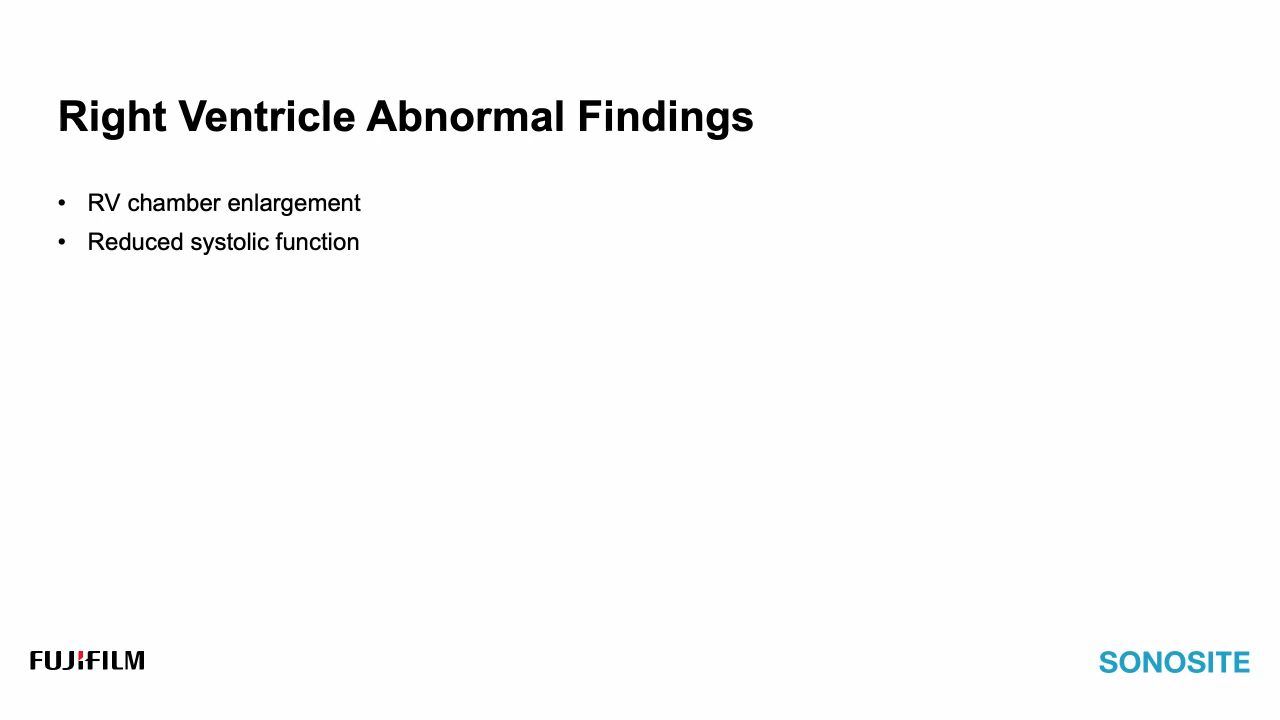 Right Ventricle Abnormal Findings
• RV chamber enlargement
• Reduced systolic function
FUJIFILM
SONOSITE